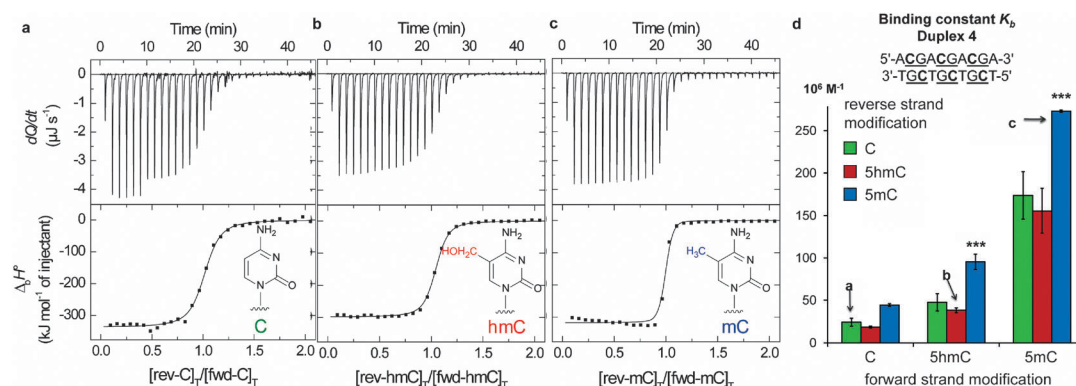 a
Time (min)
0 10 20 30 40
0
-1
-2
-3
-4
dQ/dt
(µJ s⁻¹)
0
-100
-200
-300
ΔbH°
(kJ mol⁻¹ of injectant)
NH₂
N
N
O
C
0.0 0.5 1.0 1.5 2.0
[rev-C]T/[fwd-C]T
b
Time (min)
0 10 20 30 40
HOH₂C
NH₂
N
N
O
hmC
0.0 0.5 1.0 1.5 2.0
[rev-hmC]T/[fwd-hmC]T
c
Time (min)
0 10 20 30 40
H₃C
NH₂
N
N
O
mC
0.0 0.5 1.0 1.5 2.0
[rev-mC]T/[fwd-mC]T
d
Binding constant Kb
Duplex 4
5'-ACGACGACGA-3'
3'-TGCTGCTGCT-5'
10⁶ M⁻¹
reverse strand
modification
C
5hmC
5mC
250
200
150
100
50
0
a
b
***
c
***
C 5hmC 5mC
forward strand modification